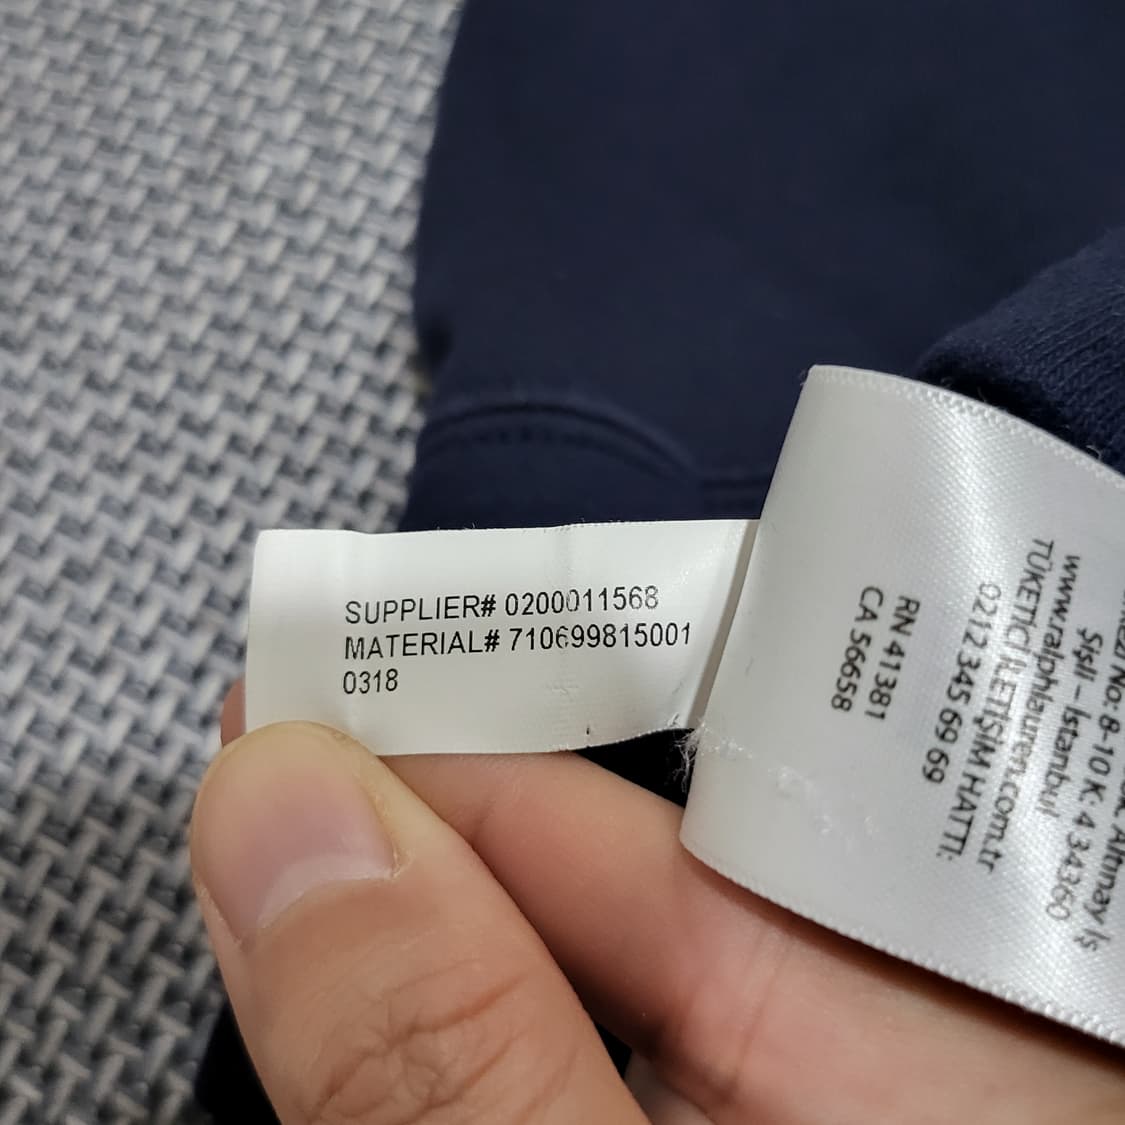 SUPPLIER# 0200011568
MATERIAL# 710699815001
0318
No: 8-10 K: 4 34360
Şişli - İstanbul
www.ralphlauren.com.tr
TÜKETİCİ İLETİŞİM HATTI:
0212 345 69 69
RN 41381
CA 56658